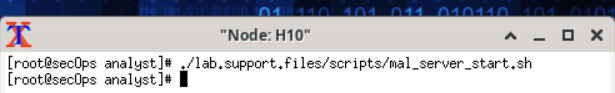 "Node: H10"
[root@secOps analyst]# ./lab.support.files/scripts/mal_server_start.sh
[root@secOps analyst]#